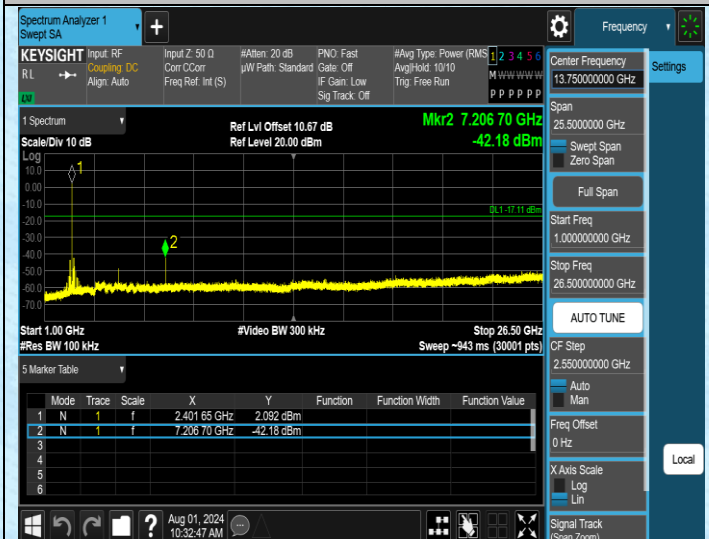 Spectrum Analyzer 1
Swept SA
Frequency
KEYSIGHT
RL
LXI
Input: RF
Coupling: DC
Align: Auto
Input Z: 50 Ω
Corr CCorr
Freq Ref: Int (S)
#Atten: 20 dB
µW Path: Standard
PNO: Fast
Gate: Off
IF Gain: Low
Sig Track: Off
#Avg Type: Power (RMS
Avg|Hold: 10/10
Trig: Free Run
1 2 3 4 5 6
M W W W W W
P P P P P P
1 Spectrum
Scale/Div 10 dB
Ref Lvl Offset 10.67 dB
Ref Level 20.00 dBm
Mkr2 7.206 70 GHz
-42.18 dBm
Log
10.0
0.00
-10.0
-20.0
-30.0
-40.0
-50.0
-60.0
-70.0
1
2
DL1 -17.11 dBm
Start 1.00 GHz
#Res BW 100 kHz
#Video BW 300 kHz
Stop 26.50 GHz
Sweep ~943 ms (30001 pts)
5 Marker Table
Mode Trace Scale X Y Function Function Width Function Value
1 N 1 f 2.401 65 GHz 2.092 dBm
2 N 1 f 7.206 70 GHz -42.18 dBm
3
4
5
6
Aug 01, 2024
10:32:47 AM
?
Center Frequency
13.750000000 GHz
Settings
Span
25.5000000 GHz
Swept Span
Zero Span
Full Span
Start Freq
1.000000000 GHz
Stop Freq
26.500000000 GHz
AUTO TUNE
CF Step
2.550000000 GHz
Auto
Man
Freq Offset
0 Hz
Local
X Axis Scale
Log
Lin
Signal Track
(Span Zoom)